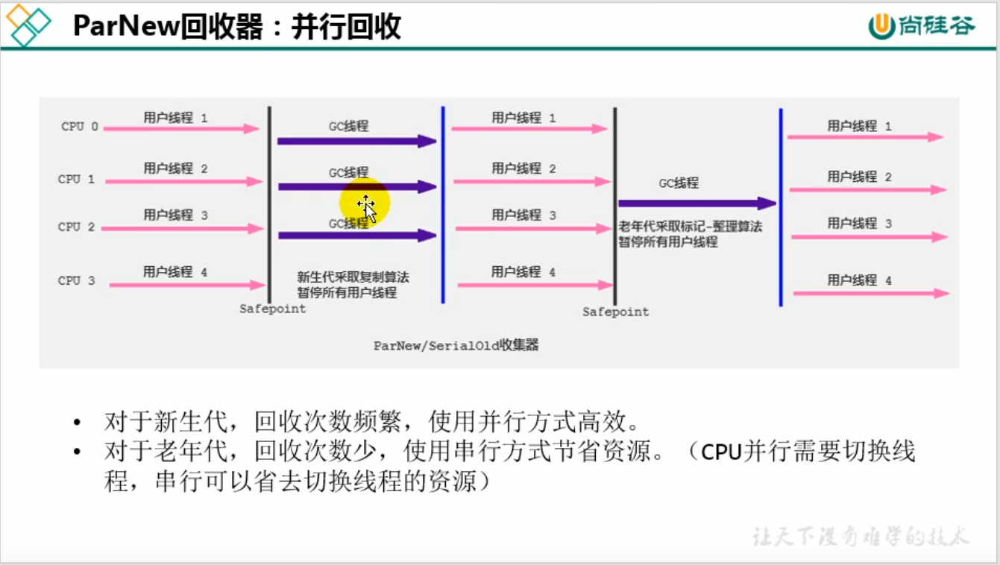 ParNew回收器：并行回收
尚硅谷
CPU 0
用户线程 1
GC线程
用户线程 1
用户线程 1
CPU 1
用户线程 2
GC线程
用户线程 2
GC线程
用户线程 2
CPU 2
用户线程 3
GC线程
用户线程 3
老年代采取标记-整理算法
暂停所有用户线程
用户线程 3
CPU 3
用户线程 4
新生代采取复制算法
暂停所有用户线程
用户线程 4
用户线程 4
Safepoint
Safepoint
ParNew/SerialOld收集器
• 对于新生代，回收次数频繁，使用并行方式高效。
• 对于老年代，回收次数少，使用串行方式节省资源。（CPU并行需要切换线
程，串行可以省去切换线程的资源）
让天下没有难学的技术